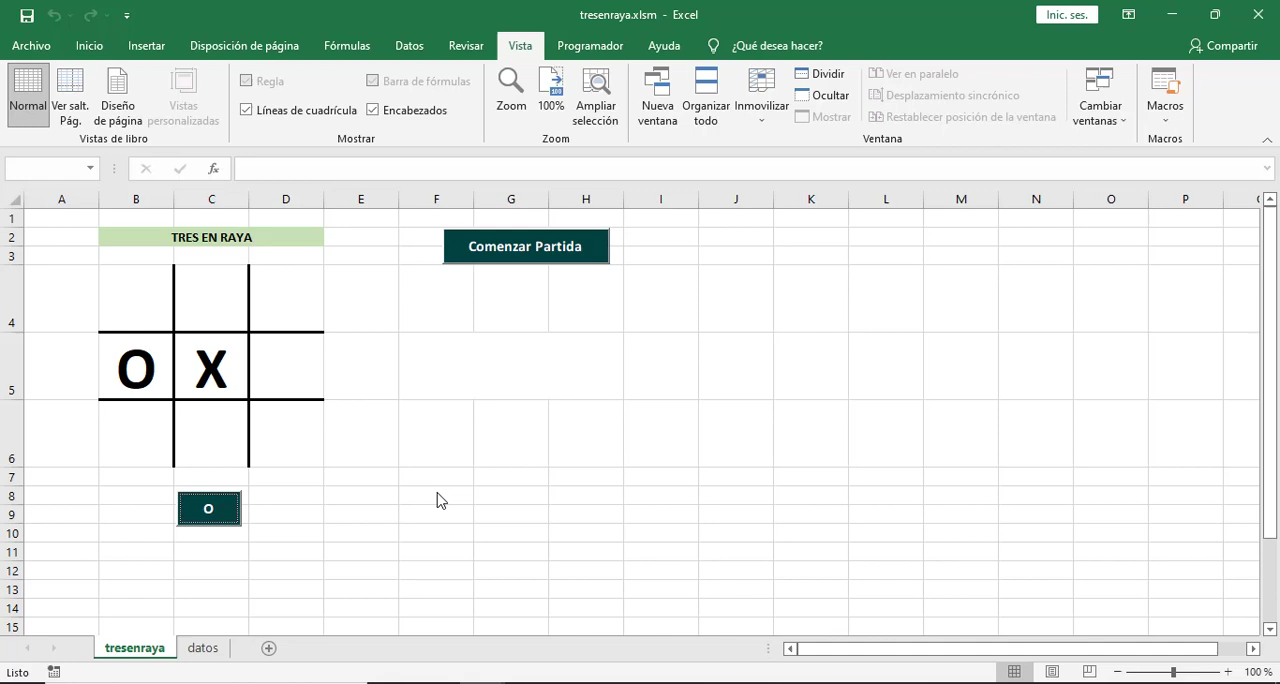 tresenraya.xlsm - Excel
Inic. ses.
Archivo Inicio Insertar Disposición de página Fórmulas Datos Revisar Vista Programador Ayuda ¿Qué desea hacer? Compartir
Normal Ver salt. Pág. Diseño de página Vistas personalizadas
Vistas de libro
Regla Barra de fórmulas
Líneas de cuadrícula Encabezados
Mostrar
Zoom 100% Ampliar selección
Zoom
Nueva ventana Organizar todo Inmovilizar
Dividir
Ocultar
Mostrar
Ver en paralelo
Desplazamiento sincrónico
Restablecer posición de la ventana
Cambiar ventanas
Ventana
Macros
Macros
fx
A B C D E F G H I J K L M N O P
1
2 TRES EN RAYA
Comenzar Partida
3
4
O X
5
6
7
8
O
9
10
11
12
13
14
15
tresenraya datos
Listo
100 %